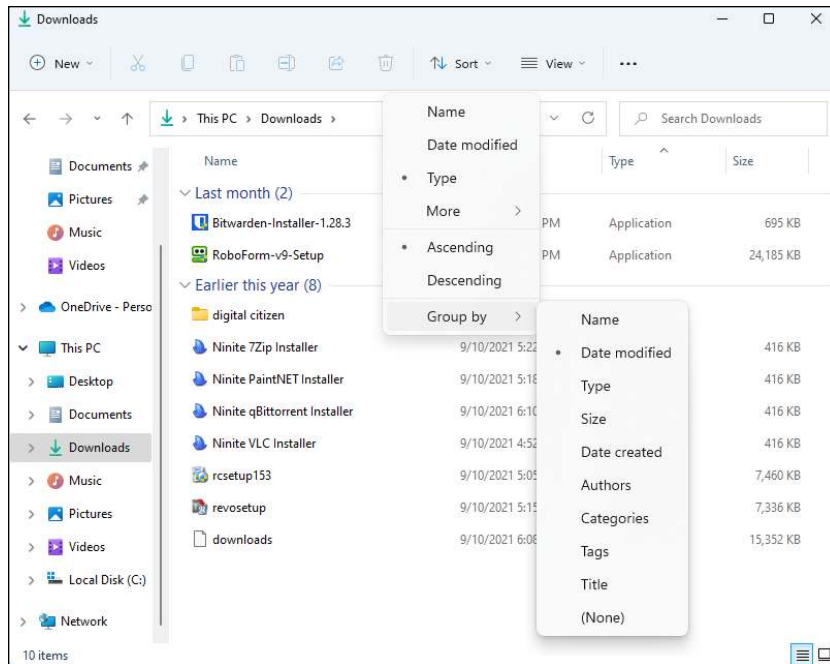 Downloads
New Sort View ...
This PC > Downloads > Search Downloads
Name Type Size
Name
Date modified
Type
More
Ascending
Descending
Group by
Name
Date modified
Type
Size
Date created
Authors
Categories
Tags
Title
(None)
Documents
Pictures
Music
Videos
OneDrive - Perso
This PC
Desktop
Documents
Downloads
Music
Pictures
Videos
Local Disk (C:)
Network
Last month (2)
Bitwarden-Installer-1.28.3 PM Application 695 KB
RoboForm-v9-Setup PM Application 24,185 KB
Earlier this year (8)
digital citizen
Ninite 7Zip Installer 9/10/2021 5:22 416 KB
Ninite PaintNET Installer 9/10/2021 5:18 416 KB
Ninite qBittorrent Installer 9/10/2021 6:10 416 KB
Ninite VLC Installer 9/10/2021 4:52 416 KB
rcsetup153 9/10/2021 5:05 7,460 KB
revosetup 9/10/2021 5:15 7,336 KB
downloads 9/10/2021 6:08 15,352 KB
10 items